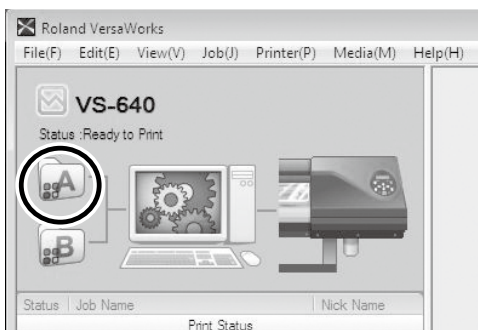 Roland VersaWorks
File(F) Edit(E) View(V) Job(J) Printer(P) Media(M) Help(H)
VS-640
Status :Ready to Print
A
B
Status Job Name Nick Name
Print Status